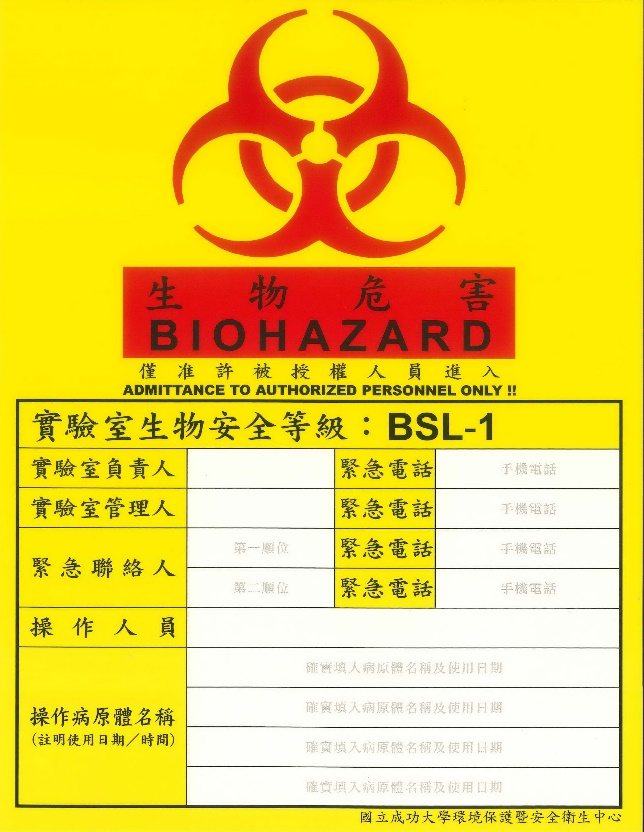 生物危害
BIOHAZARD
僅准許被授權人員進入
ADMITTANCE TO AUTHORIZED PERSONNEL ONLY !!
實驗室生物安全等級：BSL-1
實驗室負責人 緊急電話 手機電話
實驗室管理人 緊急電話 手機電話
緊急聯絡人 第一順位 緊急電話 手機電話
第二順位 緊急電話 手機電話
操作人員
操作病原體名稱
(註明使用日期／時間)
確實填入病原體名稱及使用日期
確實填入病原體名稱及使用日期
確實填入病原體名稱及使用日期
確實填入病原體名稱及使用日期
國立成功大學環境保護暨安全衛生中心